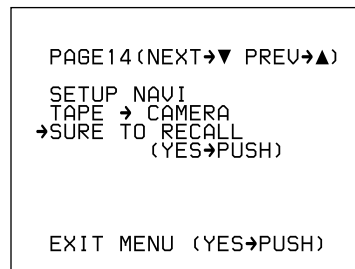 PAGE14(NEXT→▼ PREV→▲)
SETUP NAVI
TAPE → CAMERA
→SURE TO RECALL
(YES→PUSH)
EXIT MENU (YES→PUSH)